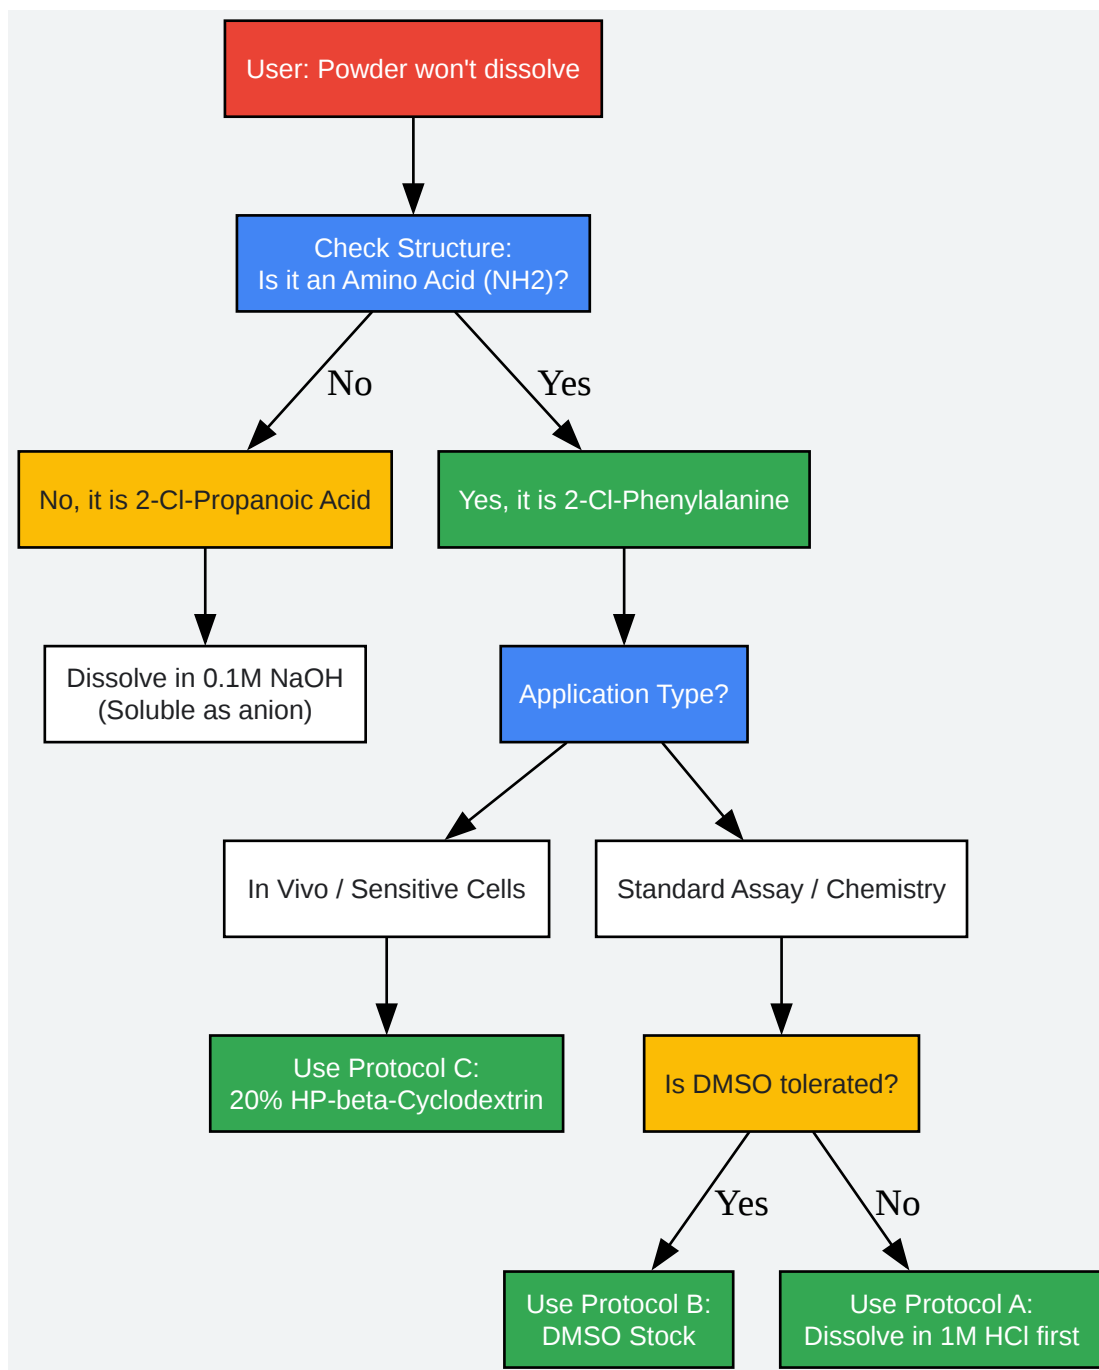 User: Powder won't dissolve
Check Structure:
Is it an Amino Acid (NH2)?
No
Yes
No, it is 2-Cl-Propanoic Acid
Yes, it is 2-Cl-Phenylalanine
Dissolve in 0.1M NaOH
(Soluble as anion)
Application Type?
In Vivo / Sensitive Cells
Standard Assay / Chemistry
Use Protocol C:
20% HP-beta-Cyclodextrin
Is DMSO tolerated?
Yes
No
Use Protocol B:
DMSO Stock
Use Protocol A:
Dissolve in 1M HCl first